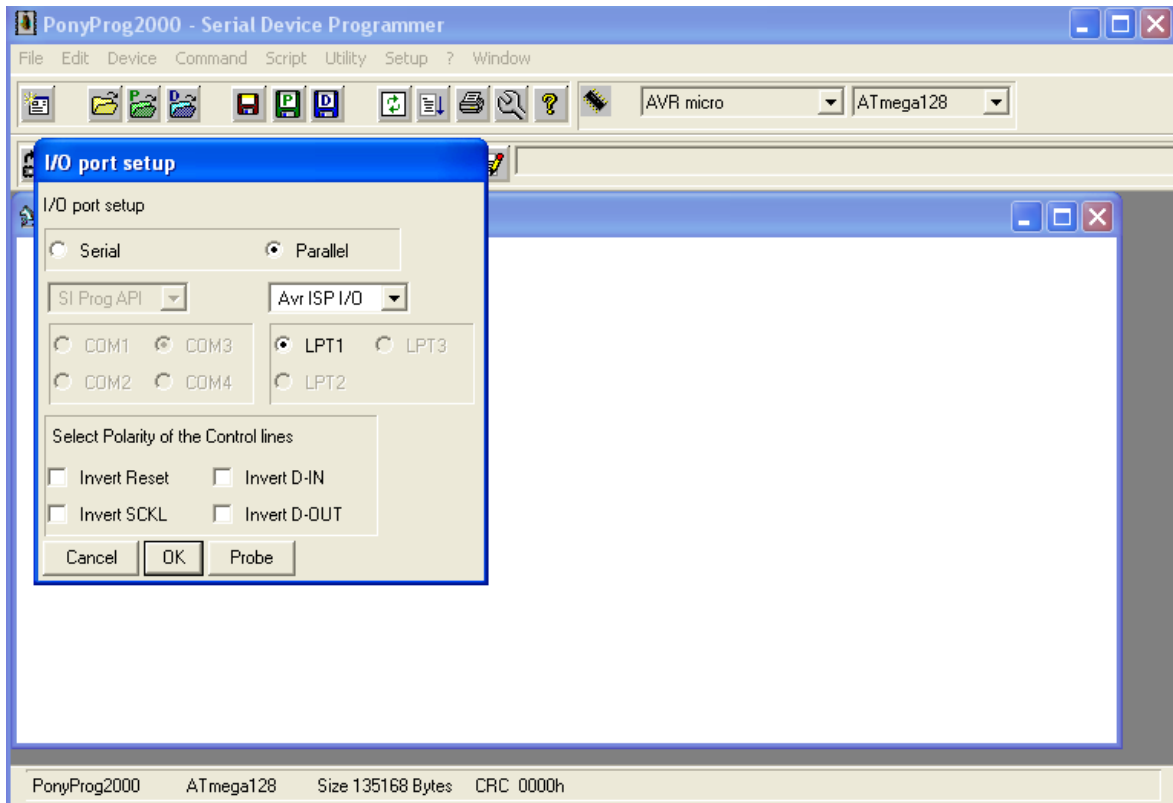 PonyProg2000 - Serial Device Programmer
File Edit Device Command Script Utility Setup ? Window
AVR micro ATmega128
I/O port setup
I/O port setup
Serial Parallel
SI Prog API Avr ISP I/O
COM1 COM3 LPT1 LPT3
COM2 COM4 LPT2
Select Polarity of the Control lines
Invert Reset Invert D-IN
Invert SCKL Invert D-OUT
Cancel OK Probe
PonyProg2000 ATmega128 Size 135168 Bytes CRC 0000h